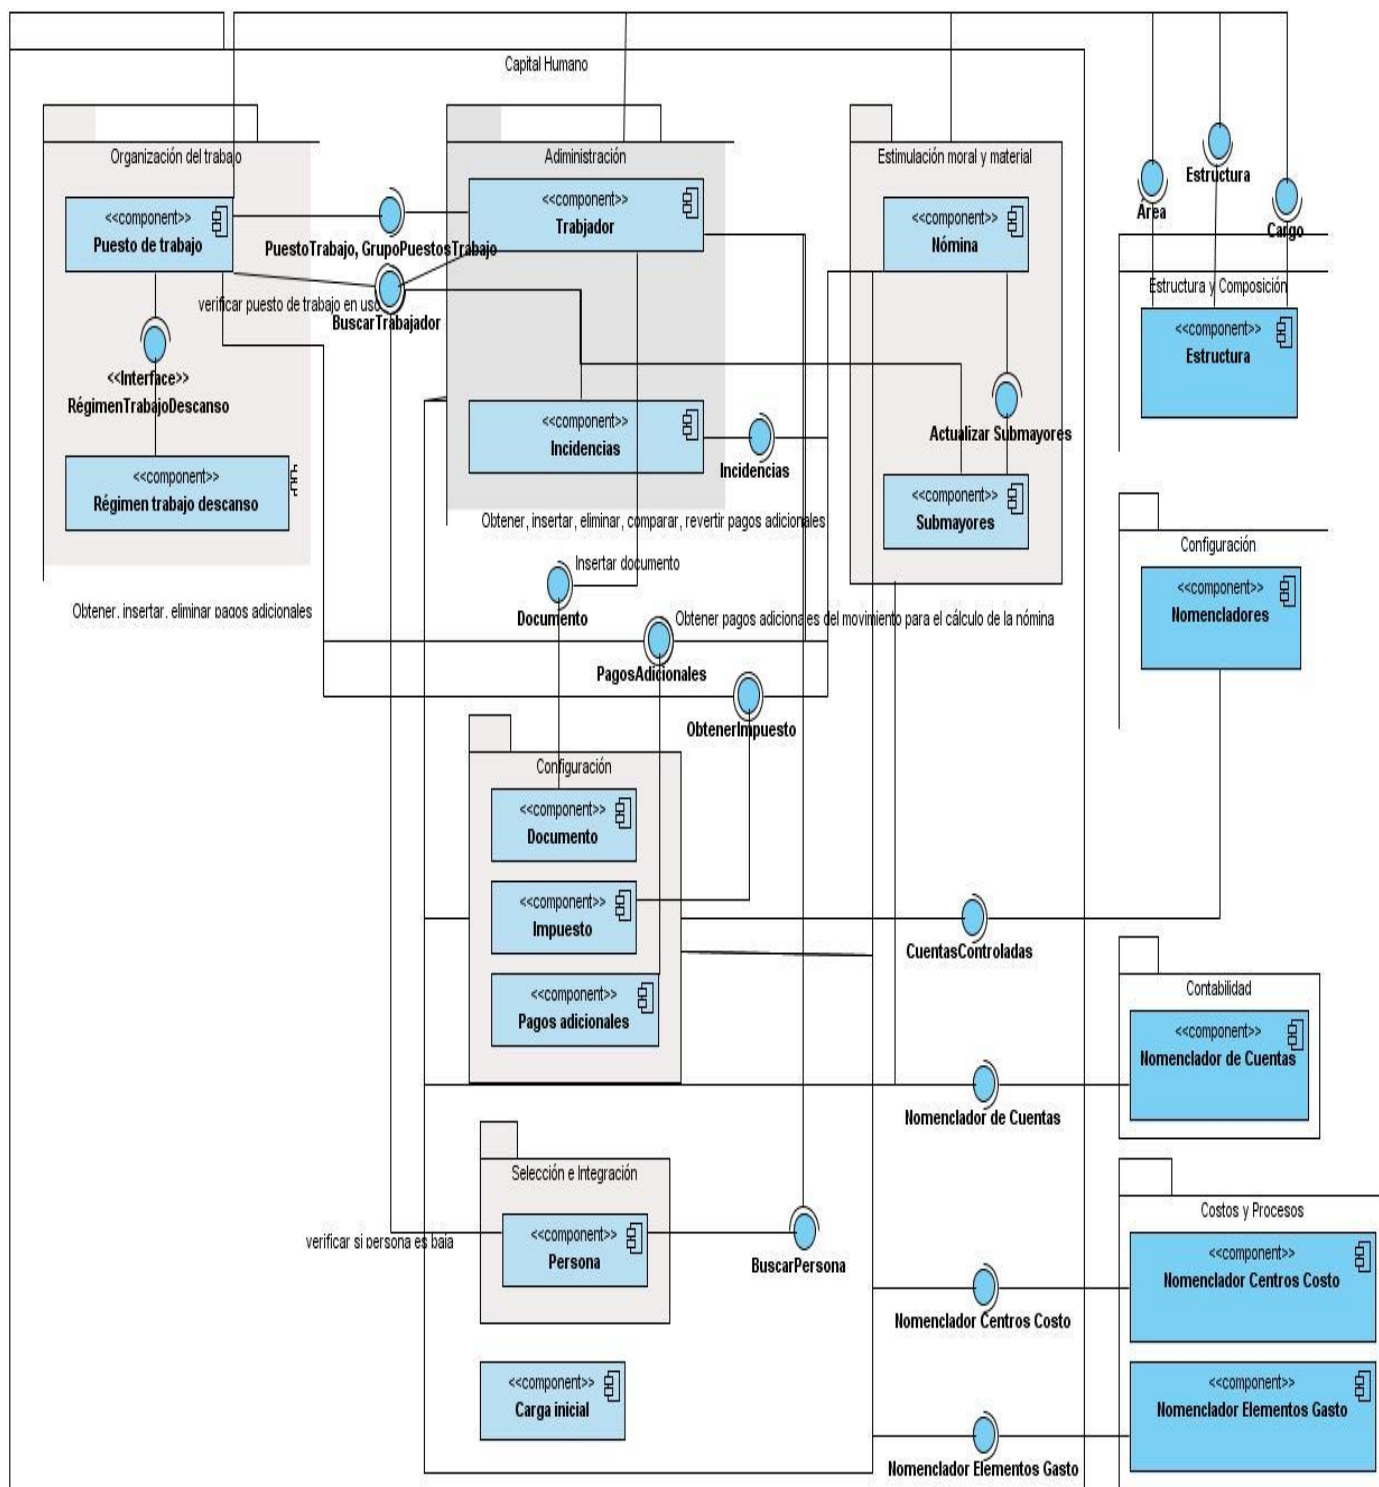 Capital Humano
Organización del trabajo
<<component>>
Puesto de trabajo
<<Interface>>
RégimenTrabajoDescanso
<<component>>
Régimen trabajo descanso
Obtener, insertar, eliminar pagos adicionales
PuestoTrabajo, GrupoPuestosTrabajo
verificar puesto de trabajo en uso
BuscarTrabajador
Administración
<<component>>
Trabjador
<<component>>
Incidencias
Incidencias
Obtener, insertar, eliminar, comparar, revertir pagos adicionales
Insertar documento
Documento
Obtener pagos adicionales del movimiento para el cálculo de la nómina
PagosAdicionales
ObtenerImpuesto
Estimulación moral y material
<<component>>
Nómina
Actualizar Submayores
<<component>>
Submayores
Área
Estructura
Cargo
Estructura y Composición
<<component>>
Estructura
Configuración
<<component>>
Nomencladores
Configuración
<<component>>
Documento
<<component>>
Impuesto
<<component>>
Pagos adicionales
CuentasControladas
Contabilidad
<<component>>
Nomenclador de Cuentas
Nomenclador de Cuentas
Selección e Integración
<<component>>
Persona
verificar si persona es baja
BuscarPersona
Costos y Procesos
<<component>>
Nomenclador Centros Costo
Nomenclador Centros Costo
<<component>>
Nomenclador Elementos Gasto
Nomenclador Elementos Gasto
<<component>>
Carga inicial